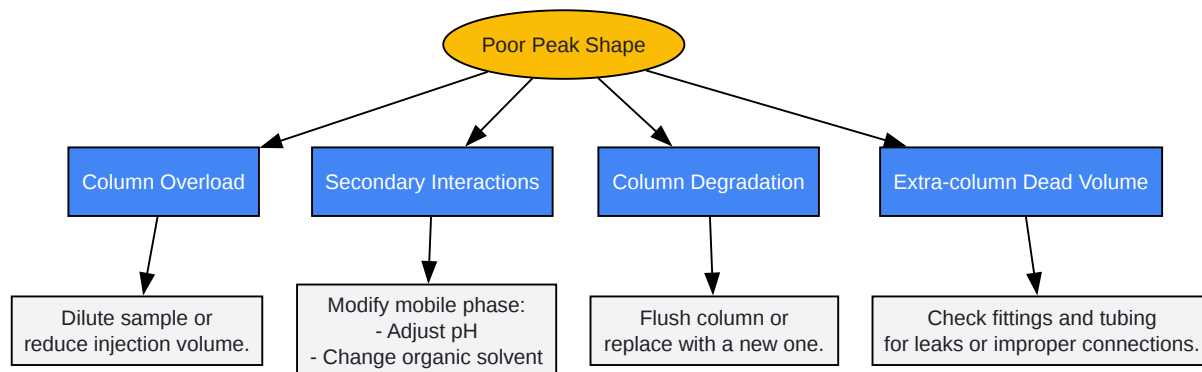 Poor Peak Shape
Column Overload
Secondary Interactions
Column Degradation
Extra-column Dead Volume
Dilute sample or
reduce injection volume.
Modify mobile phase:
- Adjust pH
- Change organic solvent
Flush column or
replace with a new one.
Check fittings and tubing
for leaks or improper connections.